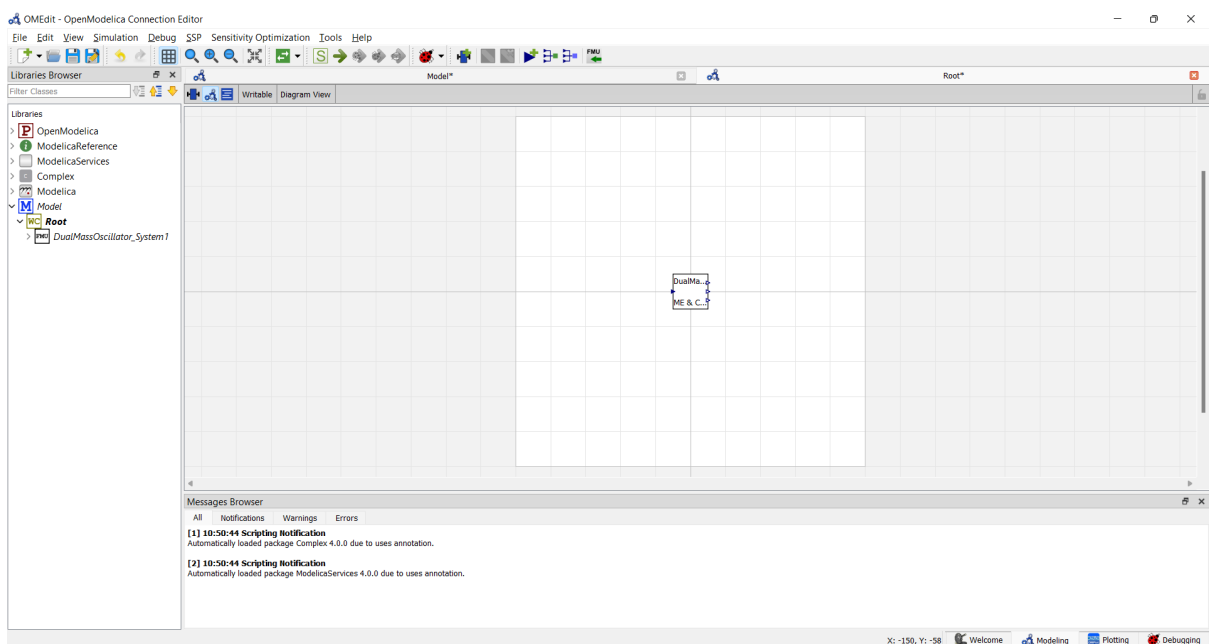 OMEdit - OpenModelica Connection Editor
File Edit View Simulation Debug SSP Sensitivity Optimization Tools Help
S FMU
Libraries Browser
Model*
Root*
Filter Classes
Writable Diagram View
Libraries
P OpenModelica
i ModelicaReference
ModelicaServices
C Complex
Modelica
M Model
WC Root
FMU DualMassOscillator_System1
DualMa...
ME & C...
Messages Browser
All Notifications Warnings Errors
[1] 10:50:44 Scripting Notification
Automatically loaded package Complex 4.0.0 due to uses annotation.
[2] 10:50:44 Scripting Notification
Automatically loaded package ModelicaServices 4.0.0 due to uses annotation.
X: -150, Y: -58 Welcome Modeling Plotting Debugging